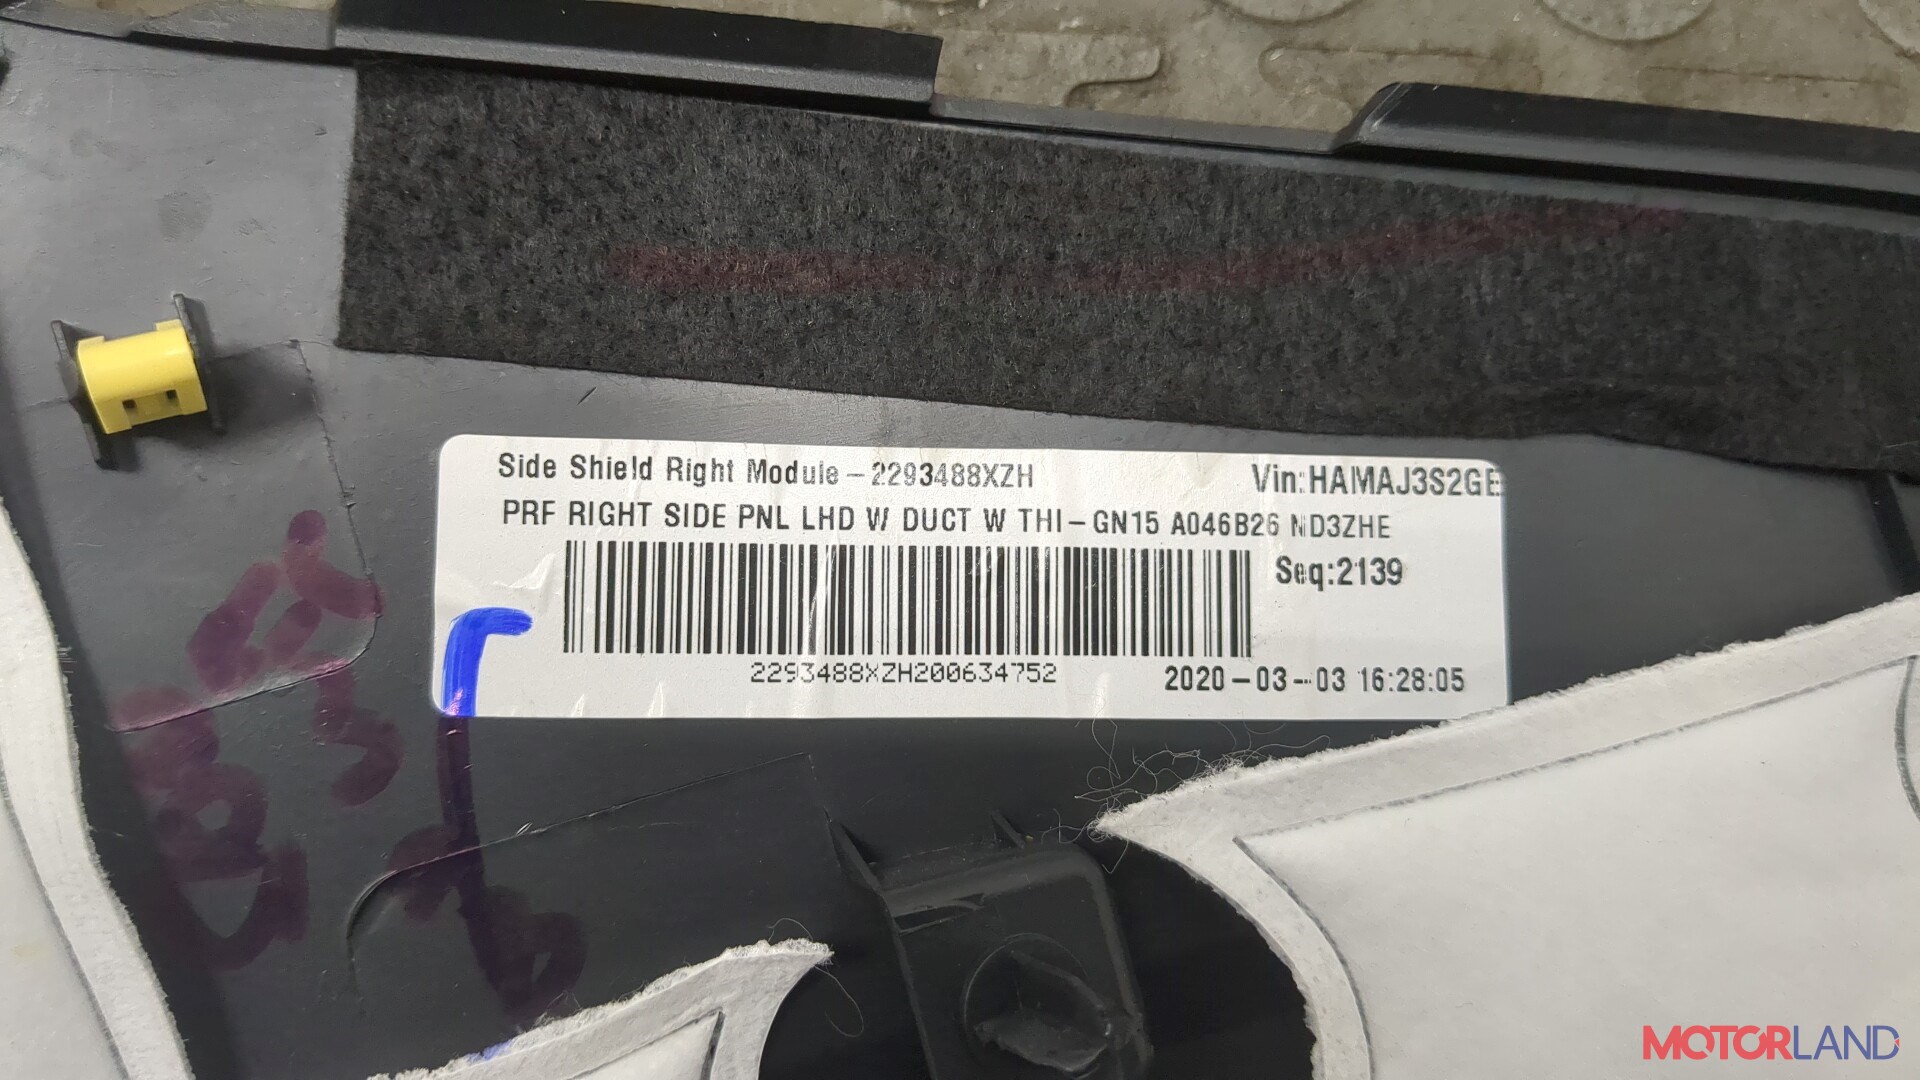 Side Shield Right Module-2293488XZH
Vin:HAMAJ3S2GE
PRF RIGHT SIDE PNL LHD W DUCT W THI-GN15 A046B26 ND3ZHE
Seq:2139
2293488XZH200634752
2020-03-03 16:28:05
MOTORLAND